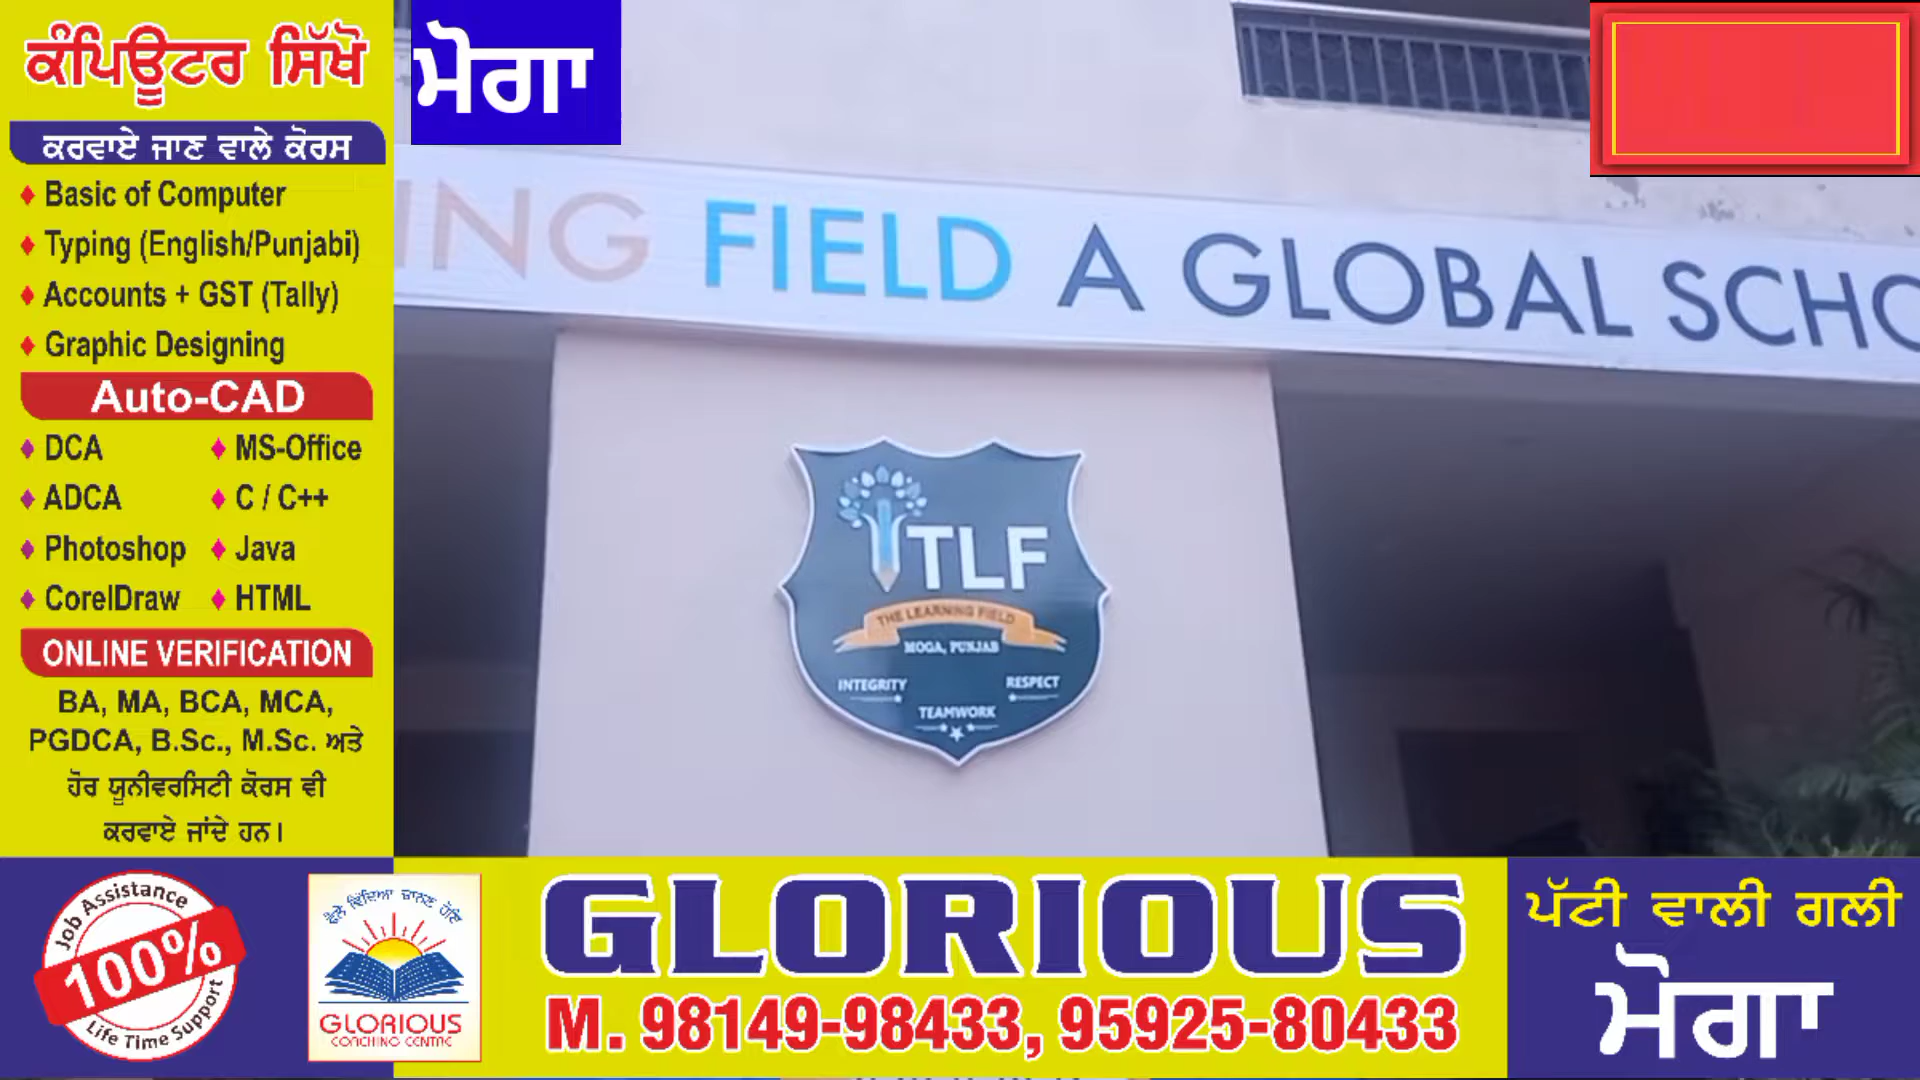 ਕੰਪਿਊਟਰ ਸਿੱਖੋ
ਕਰਵਾਏ ਜਾਣ ਵਾਲੇ ਕੋਰਸ
Basic of Computer
Typing (English/Punjabi)
Accounts + GST (Tally)
Graphic Designing
Auto-CAD
DCA
MS-Office
ADCA
C / C++
Photoshop
Java
CorelDraw
HTML
ONLINE VERIFICATION
BA, MA, BCA, MCA,
PGDCA, B.Sc., M.Sc. ਅਤੇ
ਹੋਰ ਯੂਨੀਵਰਸਿਟੀ ਕੋਰਸ ਵੀ
ਕਰਵਾਏ ਜਾਂਦੇ ਹਨ।
ਮੋਗਾ
ING FIELD A GLOBAL SCHO
TLF
THE LEARNING FIELD
MOGA, PUNJAB
INTEGRITY
RESPECT
TEAMWORK
Job Assistance
100%
Life Time Support
GLORIOUS
COACHING CENTRE
GLORIOUS
M. 98149-98433, 95925-80433
ਪੱਟੀ ਵਾਲੀ ਗਲੀ
ਮੋਗਾ